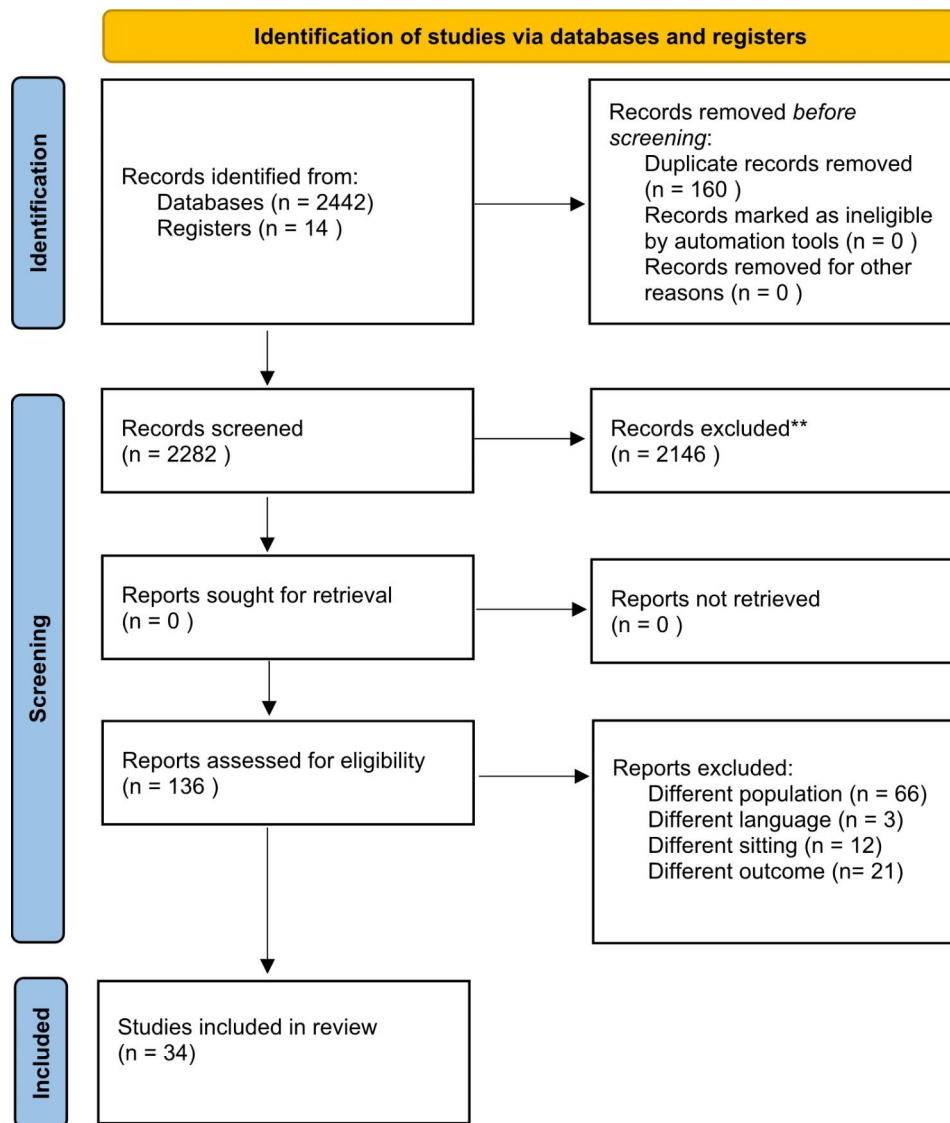 Identification of studies via databases and registers
Identification
Records identified from:
Databases (n = 2442)
Registers (n = 14 )
Records removed before
screening:
Duplicate records removed
(n = 160 )
Records marked as ineligible
by automation tools (n = 0 )
Records removed for other
reasons (n = 0 )
Screening
Records screened
(n = 2282 )
Records excluded**
(n = 2146 )
Reports sought for retrieval
(n = 0 )
Reports not retrieved
(n = 0 )
Reports assessed for eligibility
(n = 136 )
Reports excluded:
Different population (n = 66)
Different language (n = 3)
Different sitting (n = 12)
Different outcome (n= 21)
Included
Studies included in review
(n = 34)